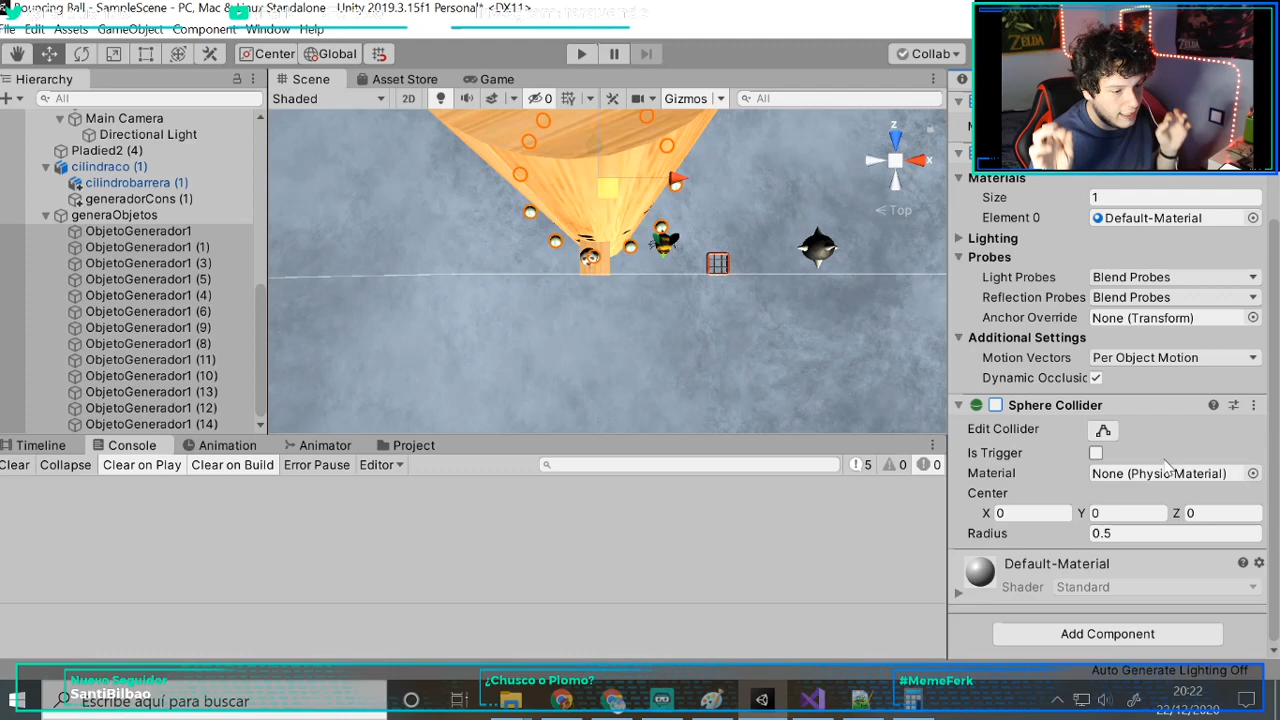 Bouncing Ball - SampleScene - PC, Mac & Linux Standalone - Unity 2019.3.15f1 Personal* <DX11>
File Edit Assets GameObject Component Window Help
Center Global Collab
Hierarchy Scene Asset Store Game
All Shaded 2D 0 Gizmos All
Main Camera
Directional Light
Pladied2 (4)
cilindraco (1)
cilindrobarrera (1)
generadorCons (1)
generaObjetos
ObjetoGenerador1
ObjetoGenerador1 (1)
ObjetoGenerador1 (3)
ObjetoGenerador1 (5)
ObjetoGenerador1 (4)
ObjetoGenerador1 (6)
ObjetoGenerador1 (9)
ObjetoGenerador1 (8)
ObjetoGenerador1 (11)
ObjetoGenerador1 (10)
ObjetoGenerador1 (13)
ObjetoGenerador1 (12)
ObjetoGenerador1 (14)
z
x
Top
ZELDA
Materials
Size 1
Element 0 Default-Material
Lighting
Probes
Light Probes Blend Probes
Reflection Probes Blend Probes
Anchor Override None (Transform)
Additional Settings
Motion Vectors Per Object Motion
Dynamic Occlusic
Sphere Collider
Edit Collider
Is Trigger
Material None (Physic Material)
Center
X 0 Y 0 Z 0
Radius 0.5
Default-Material
Shader Standard
Add Component
Auto Generate Lighting Off
Timeline Console Animation Animator Project
Clear Collapse Clear on Play Clear on Build Error Pause Editor 5 0 0
Nuevo Seguidor
SantiBilbao
Escribe aquí para buscar
¿Chusco o Plomo?
#MemeFerk
20:22
22/12/2020